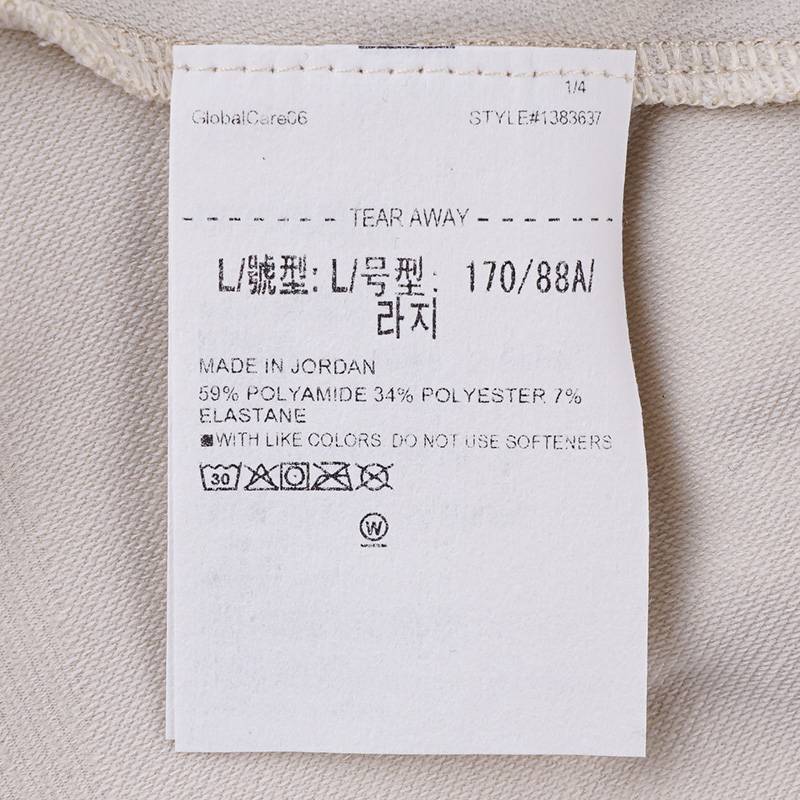 1/4
GlobalCare06 STYLE#1383637
TEAR AWAY
L/號型: L/号型: 170/88A/
라지
MADE IN JORDAN
59% POLYAMIDE 34% POLYESTER 7%
ELASTANE
WITH LIKE COLORS DO NOT USE SOFTENERS
30
W